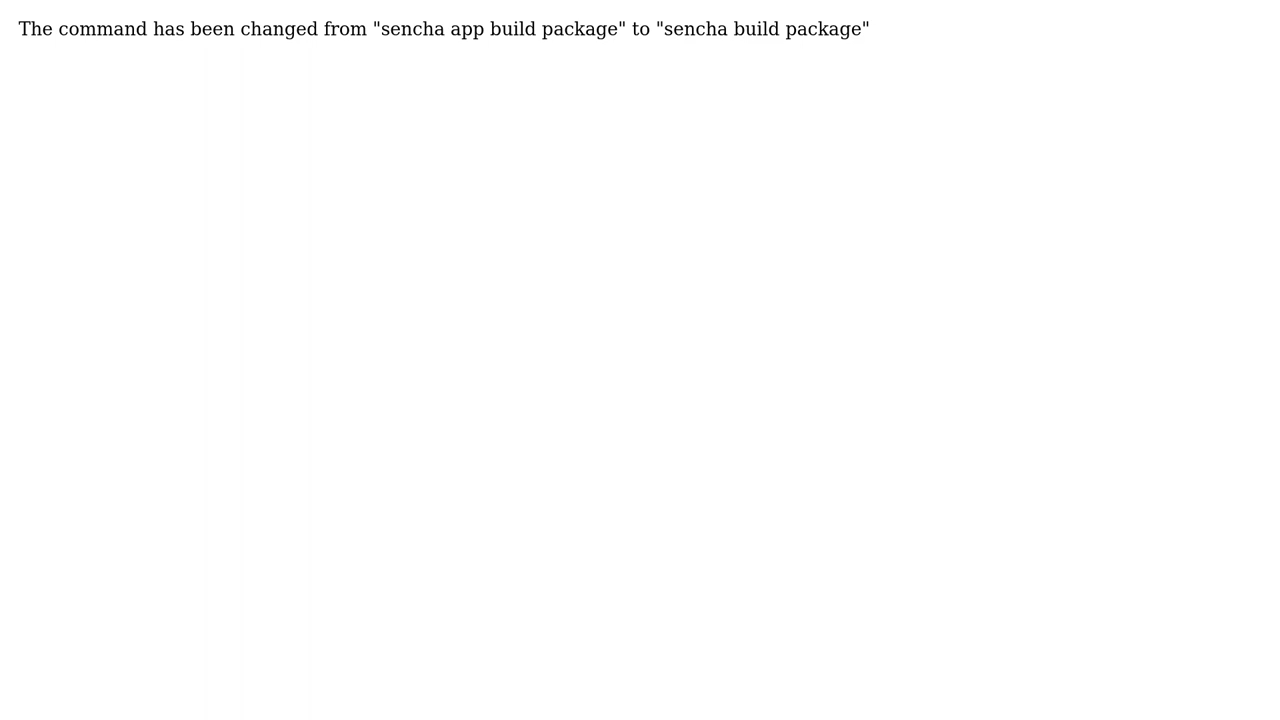 The command has been changed from "sencha app build package" to "sencha build package"